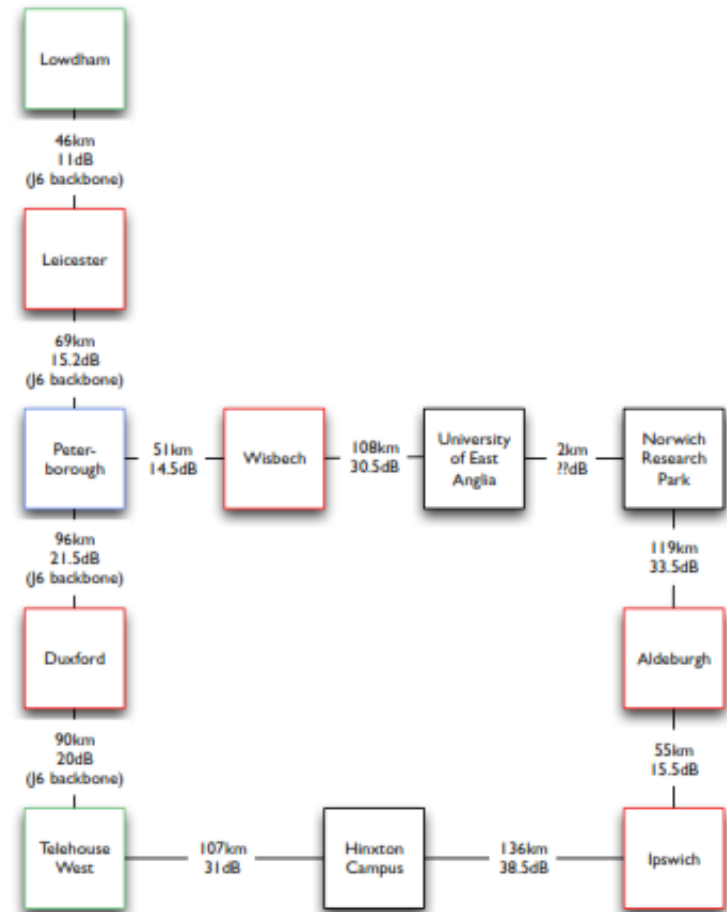 Lowdham
46km
11dB
(J6 backbone)
Leicester
69km
15.2dB
(J6 backbone)
Peter-
borough
51km
14.5dB
Wisbech
108km
30.5dB
University
of East
Anglia
2km
??dB
Norwich
Research
Park
96km
21.5dB
(J6 backbone)
119km
33.5dB
Duxford
Aldeburgh
90km
20dB
(J6 backbone)
55km
15.5dB
Telehouse
West
107km
31dB
Hinxton
Campus
136km
38.5dB
Ipswich